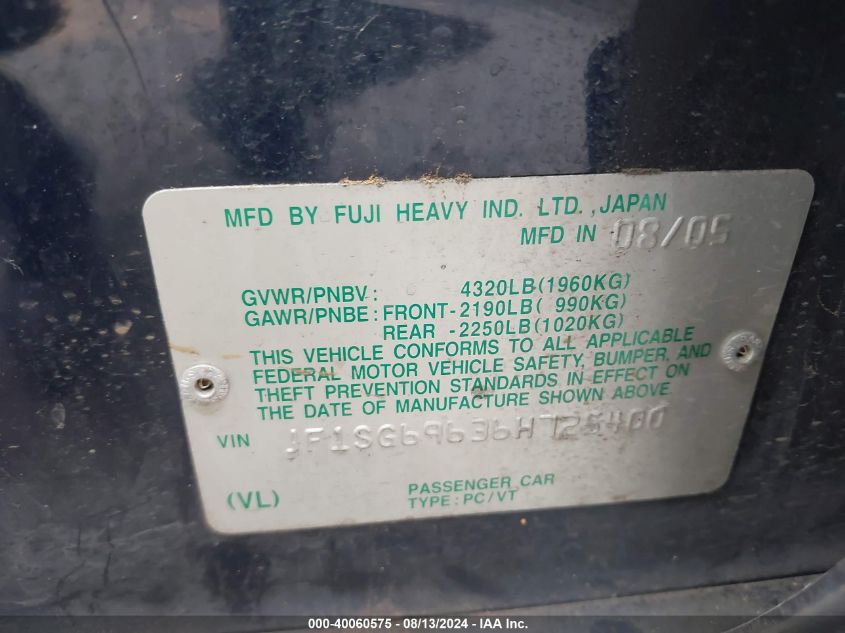 MFD BY FUJI HEAVY IND. LTD., JAPAN
MFD IN 08/05
GVWR/PNBV: 4320LB(1960KG)
GAWR/PNBE: FRONT-2190LB( 990KG)
REAR -2250LB(1020KG)
THIS VEHICLE CONFORMS TO ALL APPLICABLE
FEDERAL MOTOR VEHICLE SAFETY, BUMPER, AND
THEFT PREVENTION STANDARDS IN EFFECT ON
THE DATE OF MANUFACTURE SHOWN ABOVE.
VIN JF1SG69636H725400
(VL) PASSENGER CAR
TYPE: PC/VT
000-40060575 - 08/13/2024 - IAAI Inc.